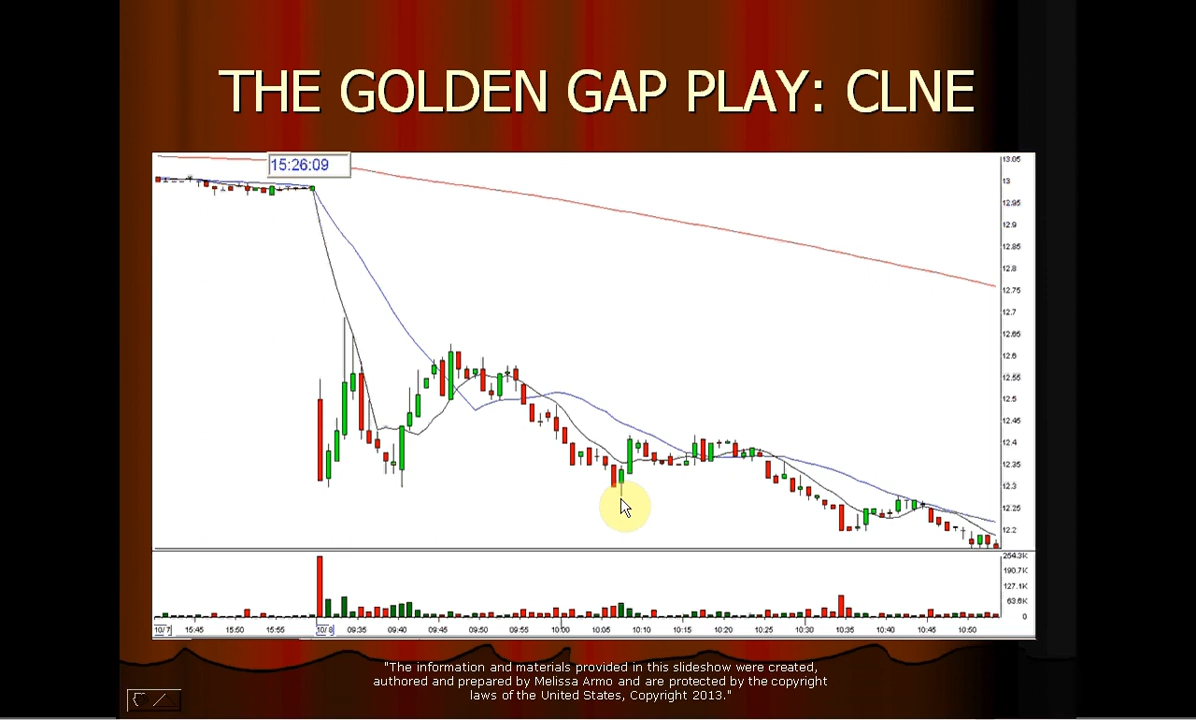 THE GOLDEN GAP PLAY: CLNE
15:26:09
13.05
13
12.95
12.9
12.85
12.8
12.75
12.7
12.65
12.6
12.55
12.5
12.45
12.4
12.35
12.3
12.25
12.2
254.3K
190.7K
127.1K
63.6K
0
10/7 15:45 15:50 15:55 10/8 09:35 09:40 09:45 09:50 09:55 10:00 10:05 10:10 10:15 10:20 10:25 10:30 10:35 10:40 10:45 10:50
"The information and materials provided in this slideshow were created,
authored and prepared by Melissa Armo and are protected by the copyright
laws of the United States, Copyright 2013."